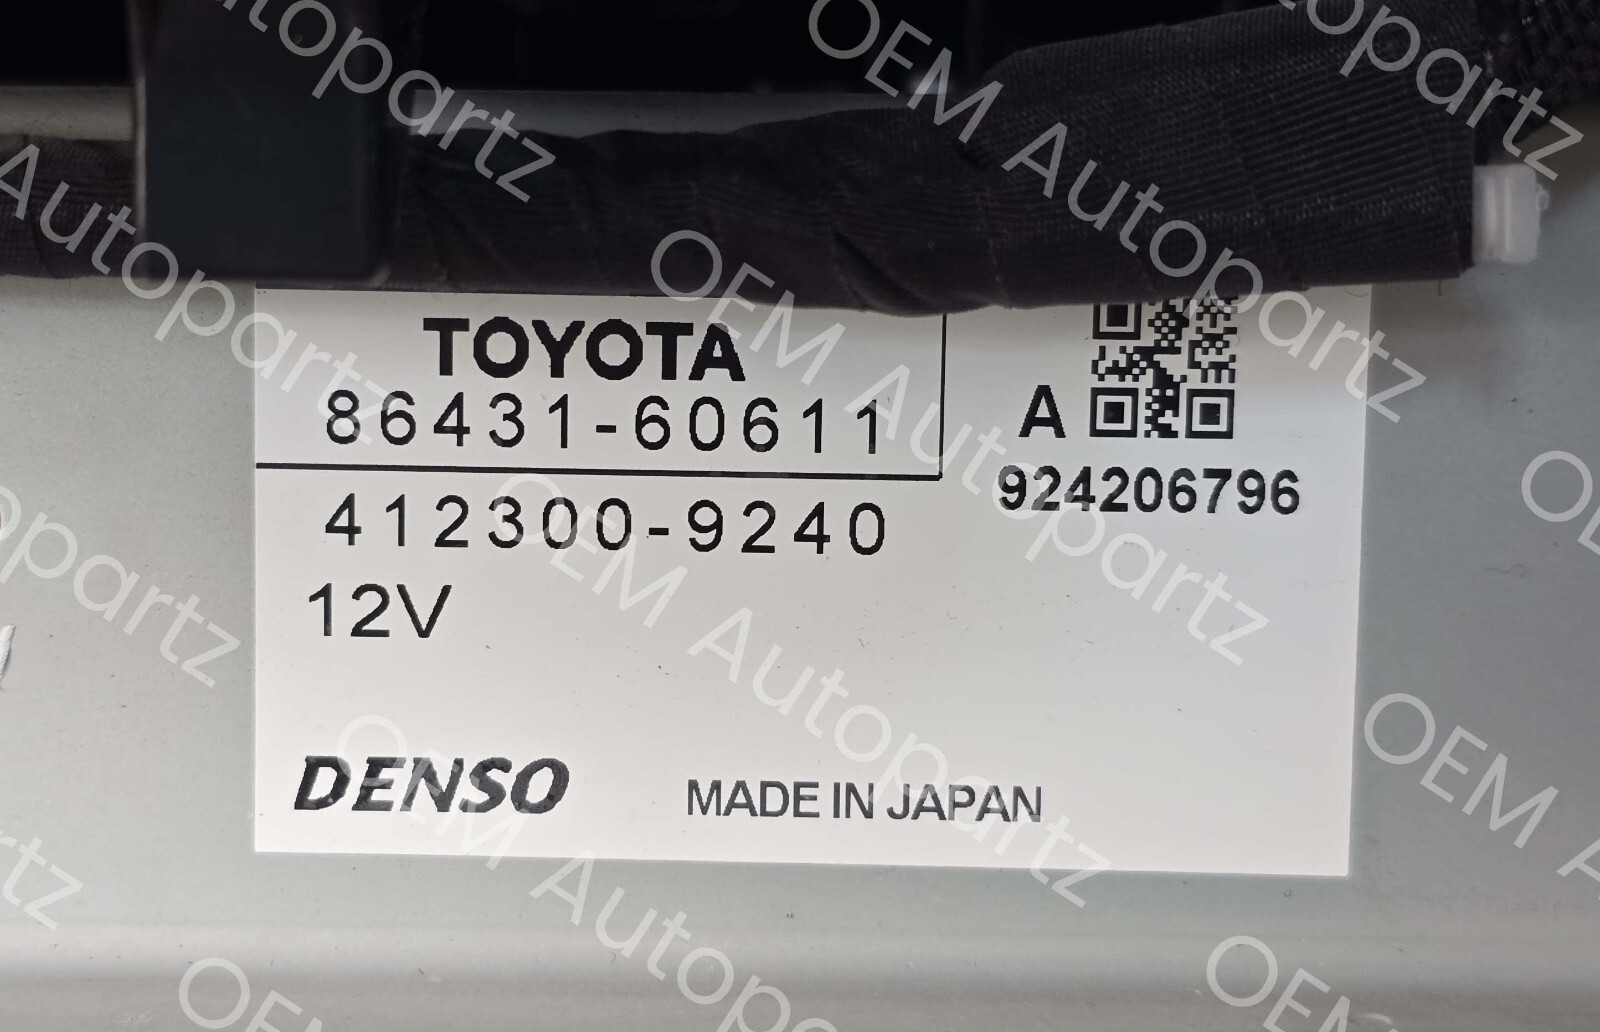 TOYOTA
86431-60611
A
924206796
412300-9240
12V
DENSO
MADE IN JAPAN
OEM Autopartz